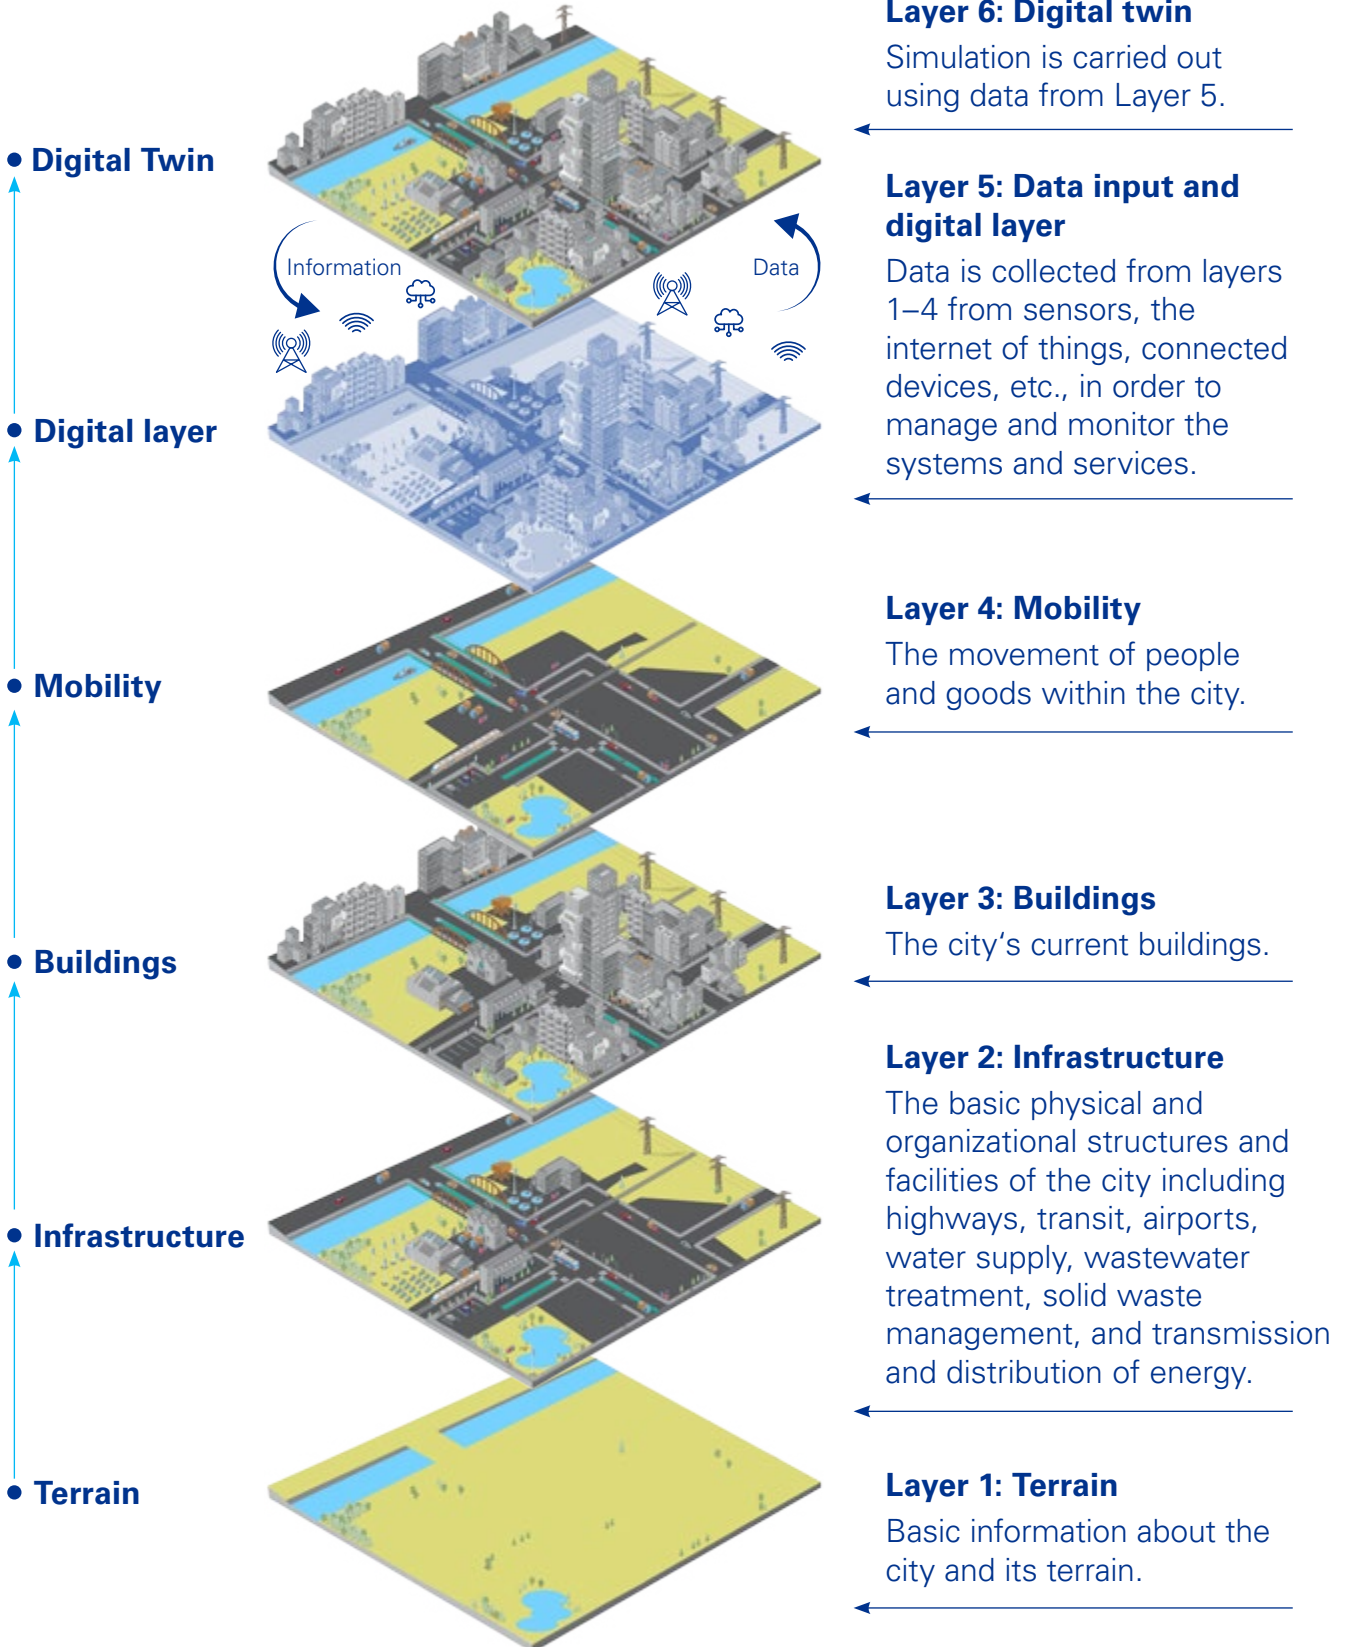 Layer 6: Digital twin
Simulation is carried out
using data from Layer 5.
Digital Twin
Layer 5: Data input and
digital layer
Data is collected from layers
1–4 from sensors, the
internet of things, connected
devices, etc., in order to
manage and monitor the
systems and services.
Information
Data
Digital layer
Layer 4: Mobility
The movement of people
and goods within the city.
Mobility
Layer 3: Buildings
The city‘s current buildings.
Buildings
Layer 2: Infrastructure
The basic physical and
organizational structures and
facilities of the city including
highways, transit, airports,
water supply, wastewater
treatment, solid waste
management, and transmission
and distribution of energy.
Infrastructure
Layer 1: Terrain
Basic information about the
city and its terrain.
Terrain